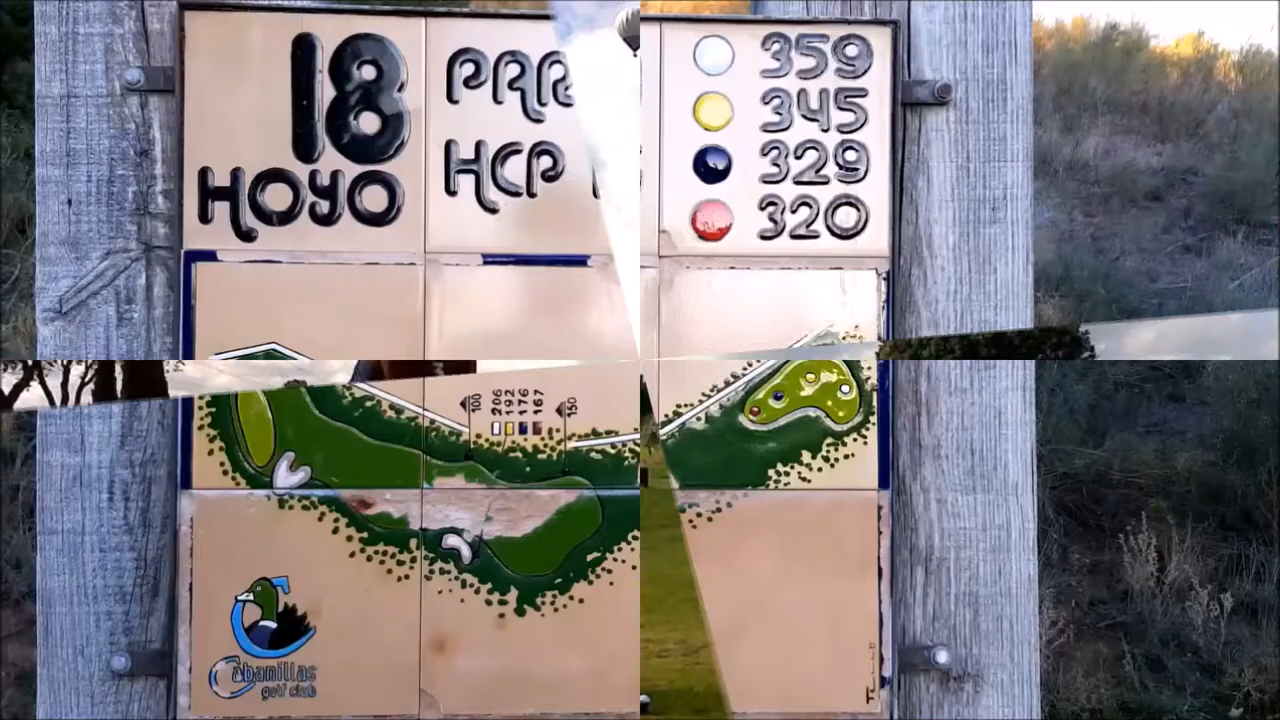 18
HOYO
PAR
HCP
359
345
329
320
100
206
192
176
167
150
Cabanillas
golf club